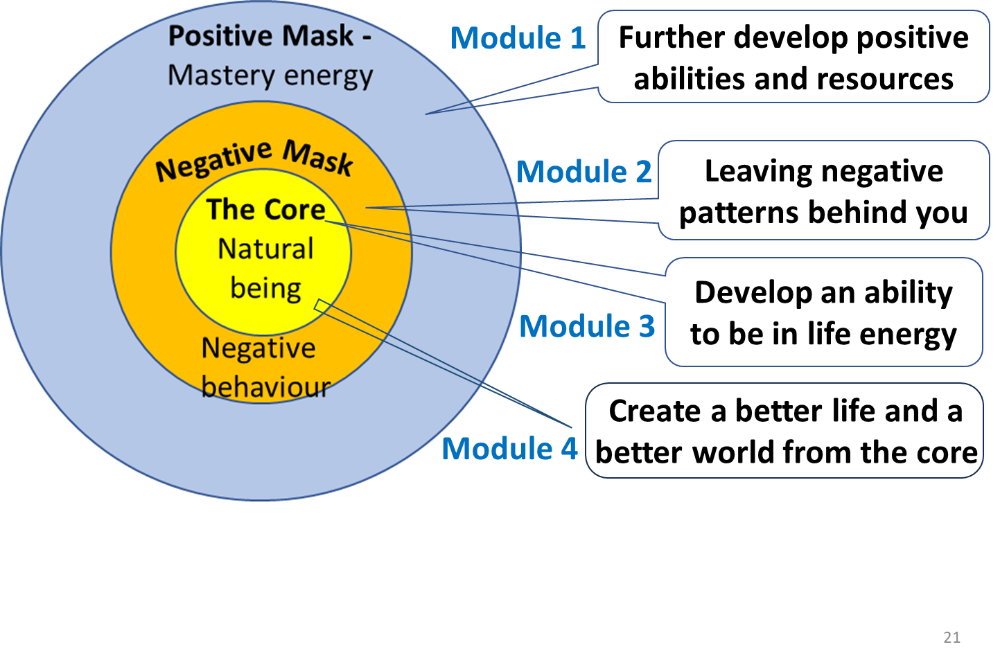 Positive Mask -
Mastery energy
Negative Mask
The Core
Natural
being
Negative
behaviour
Module 1
Further develop positive
abilities and resources
Module 2
Leaving negative
patterns behind you
Module 3
Develop an ability
to be in life energy
Module 4
Create a better life and a
better world from the core
21